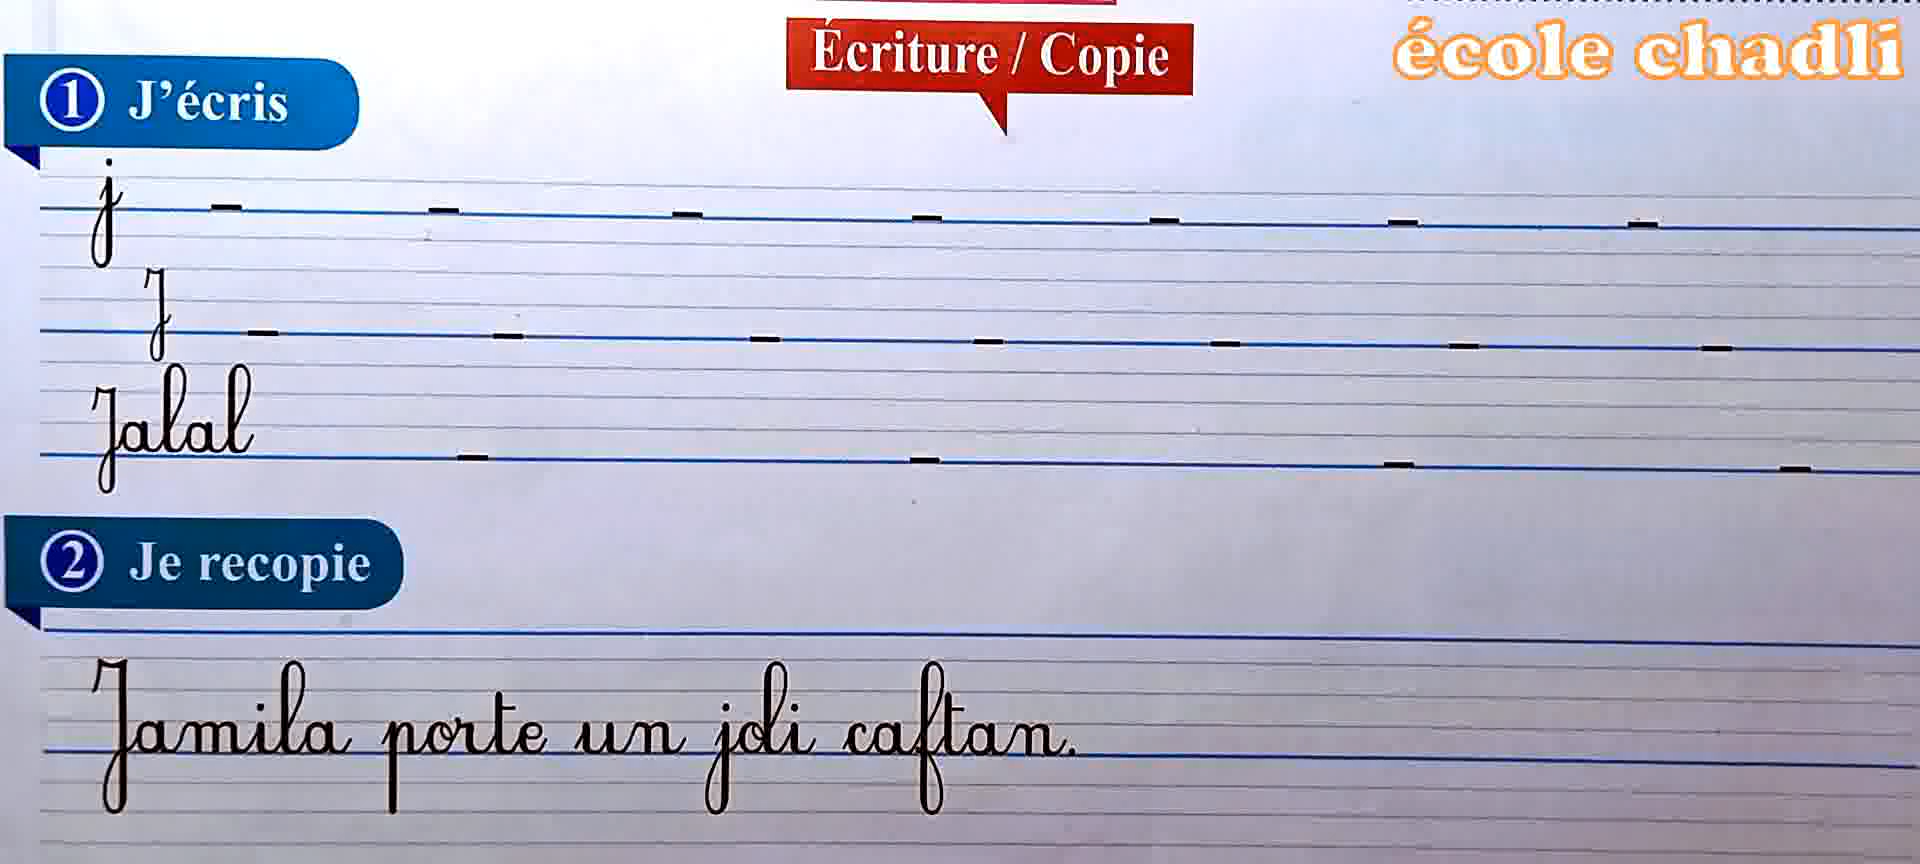 Écriture / Copie
école chadli
1 J'écris
j
J
Jalal
2 Je recopie
Jamila porte un joli caftan.